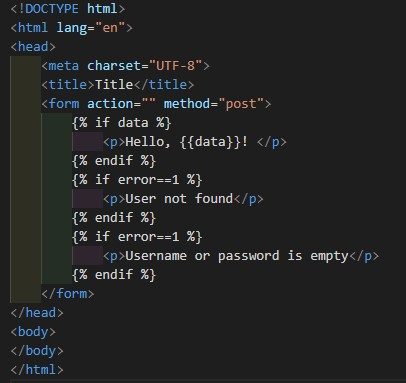 <!DOCTYPE html>
<html lang="en">
<head>
<meta charset="UTF-8">
<title>Title</title>
<form action="" method="post">
{% if data %}
<p>Hello, {{data}}! </p>
{% endif %}
{% if error==1 %}
<p>User not found</p>
{% endif %}
{% if error==1 %}
<p>Username or password is empty</p>
{% endif %}
</form>
</head>
<body>
</body>
</html>